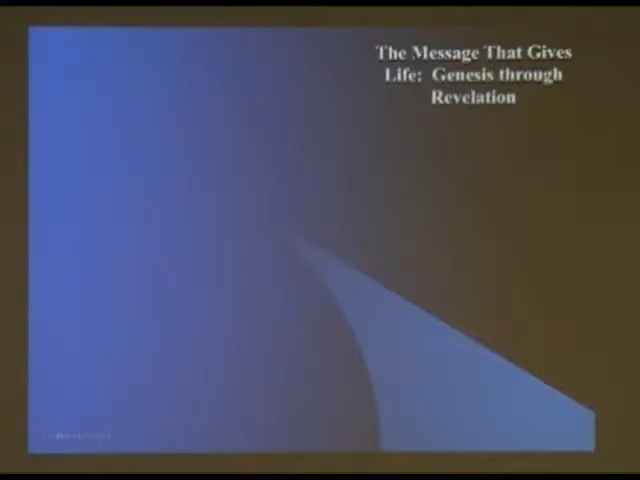 The Message That Gives
Life: Genesis through
Revelation